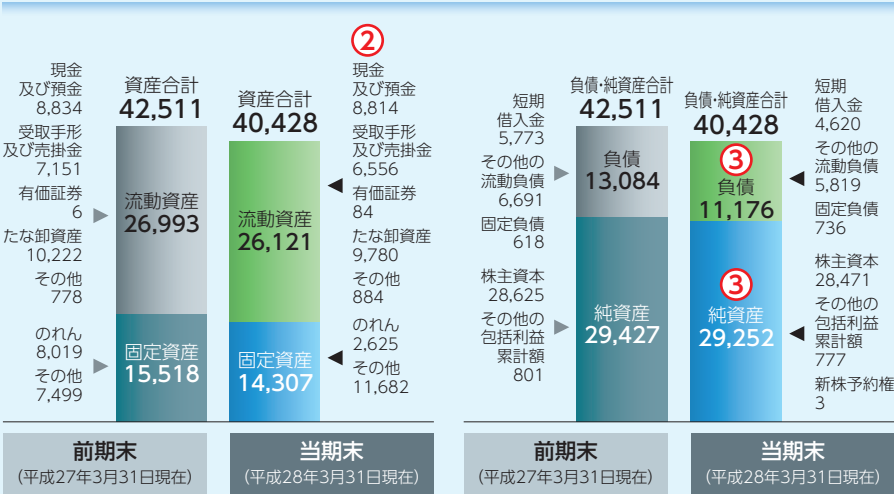 現金
及び預金
8,834
受取手形
及び売掛金
7,151
有価証券
6
たな卸資産
10,222
その他
778
のれん
8,019
その他
7,499
資産合計
42,511
流動資産
26,993
固定資産
15,518
資産合計
40,428
流動資産
26,121
固定資産
14,307
②
現金
及び預金
8,814
受取手形
及び売掛金
6,556
有価証券
84
たな卸資産
9,780
その他
884
のれん
2,625
その他
11,682
前期末
(平成27年3月31日現在)
当期末
(平成28年3月31日現在)
短期
借入金
5,773
その他の
流動負債
6,691
固定負債
618
株主資本
28,625
その他の
包括利益
累計額
801
負債・純資産合計
42,511
負債
13,084
純資産
29,427
負債・純資産合計
40,428
③
負債
11,176
③
純資産
29,252
短期
借入金
4,620
その他の
流動負債
5,819
固定負債
736
株主資本
28,471
その他の
包括利益
累計額
777
新株予約権
3
前期末
(平成27年3月31日現在)
当期末
(平成28年3月31日現在)